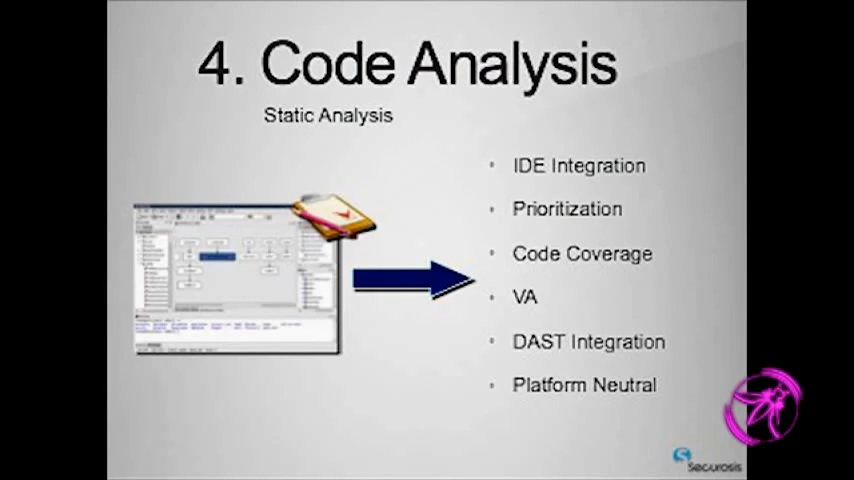 4. Code Analysis
Static Analysis
IDE Integration
Prioritization
Code Coverage
VA
DAST Integration
Platform Neutral
Securosis